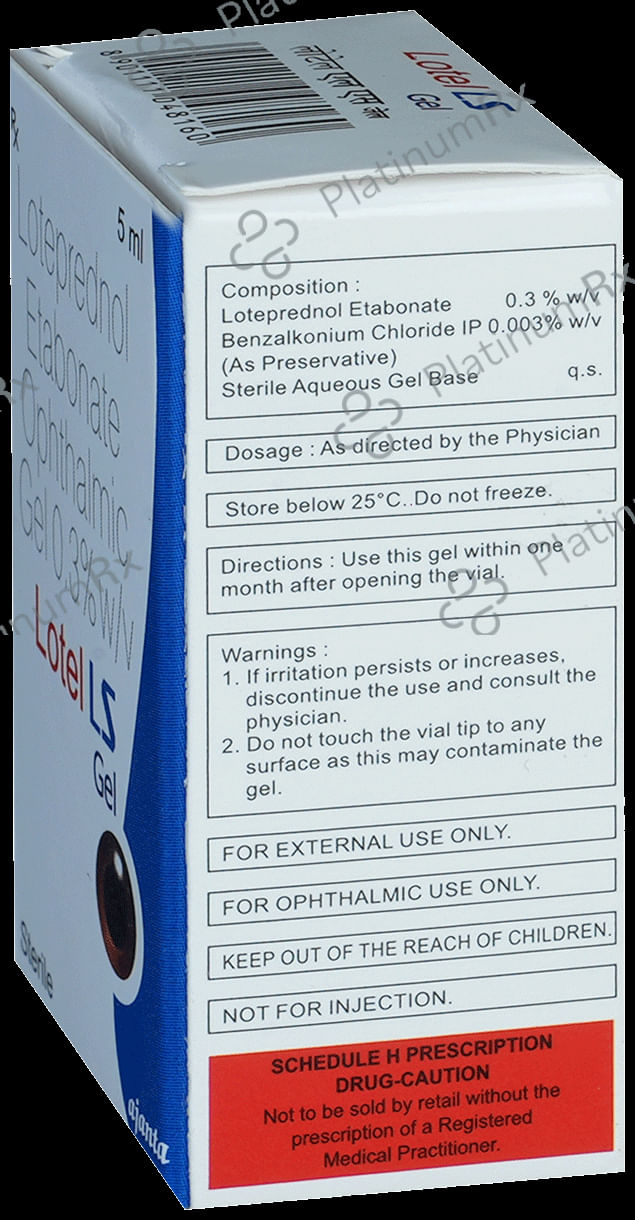 8901117048160
लोटेल एल एस जेल
Lotel LS
Gel
Rx
5 ml
Loteprednol
Etabonate
Ophthalmic
Gel 0.3%w/v
Lotel LS
Gel
Sterile
ajanta
Composition :
Loteprednol Etabonate 0.3 % w/v
Benzalkonium Chloride IP 0.003% w/v
(As Preservative)
Sterile Aqueous Gel Base q.s.
Dosage : As directed by the Physician
Store below 25°C..Do not freeze.
Directions : Use this gel within one
month after opening the vial.
Warnings :
1. If irritation persists or increases,
discontinue the use and consult the
physician.
2. Do not touch the vial tip to any
surface as this may contaminate the
gel.
FOR EXTERNAL USE ONLY.
FOR OPHTHALMIC USE ONLY.
KEEP OUT OF THE REACH OF CHILDREN.
NOT FOR INJECTION.
SCHEDULE H PRESCRIPTION
DRUG-CAUTION
Not to be sold by retail without the
prescription of a Registered
Medical Practitioner.
PlatinumRx
PlatinumRx
PlatinumRx